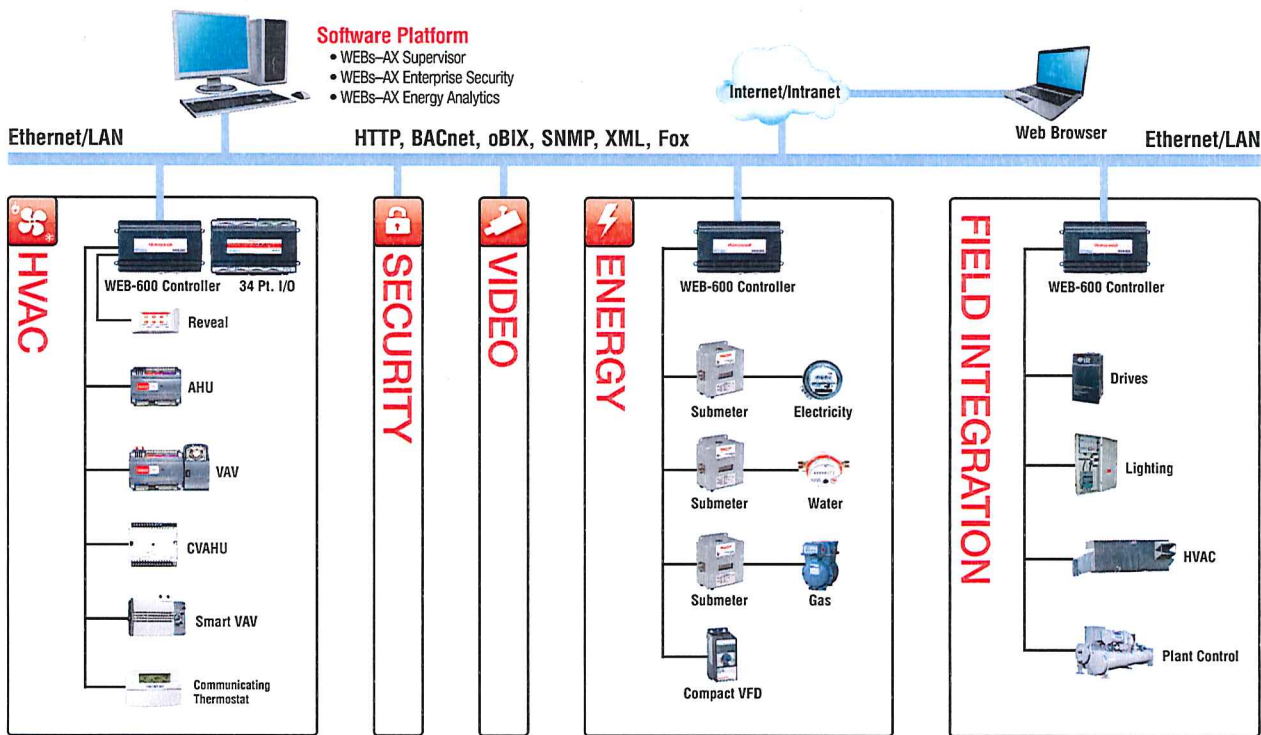 Software Platform
• WEBs–AX Supervisor
• WEBs–AX Enterprise Security
• WEBs–AX Energy Analytics
Internet/Intranet
Web Browser
Ethernet/LAN
HTTP, BACnet, oBIX, SNMP, XML, Fox
Ethernet/LAN
HVAC
WEB-600 Controller
34 Pt. I/O
Reveal
AHU
VAV
CVAHU
Smart VAV
Communicating
Thermostat
SECURITY
VIDEO
ENERGY
WEB-600 Controller
Submeter
Electricity
Submeter
Water
Submeter
Gas
Compact VFD
FIELD INTEGRATION
WEB-600 Controller
Drives
Lighting
HVAC
Plant Control